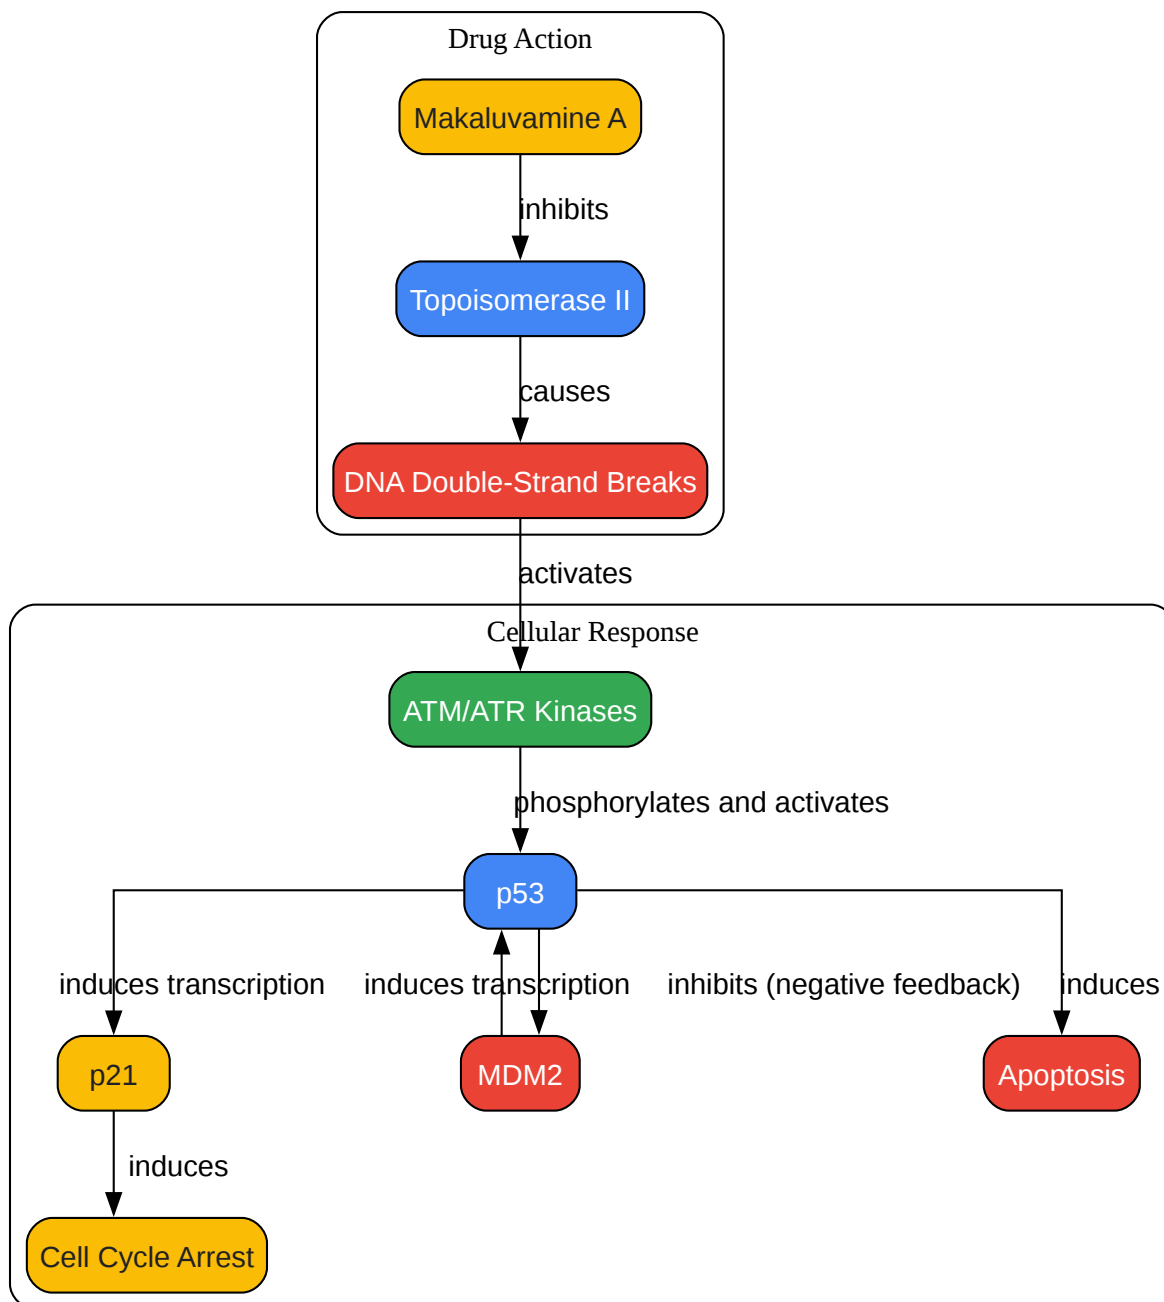 Drug Action
Makaluvamine A
inhibits
Topoisomerase II
causes
DNA Double-Strand Breaks
activates
Cellular Response
ATM/ATR Kinases
phosphorylates and activates
p53
induces transcription
induces transcription
inhibits (negative feedback)
induces
p21
MDM2
Apoptosis
induces
Cell Cycle Arrest